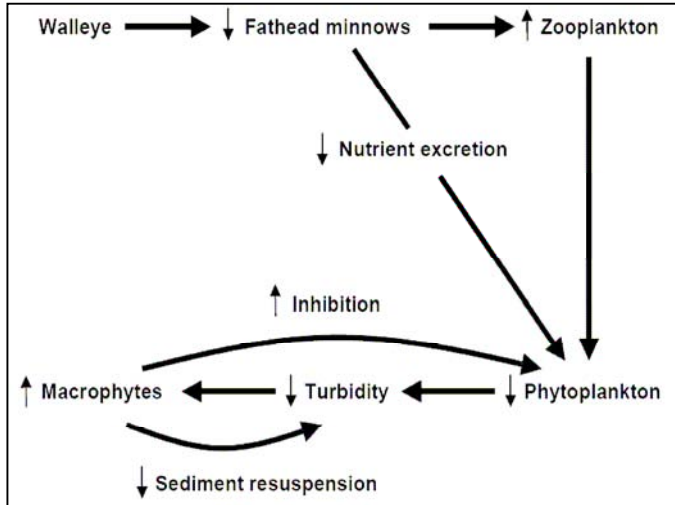 Walleye ↓ Fathead minnows ↑ Zooplankton
↓ Nutrient excretion
↑ Inhibition
↑ Macrophytes ↓ Turbidity ↓ Phytoplankton
↓ Sediment resuspension